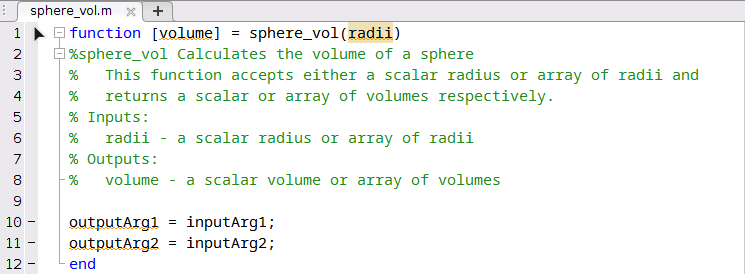 sphere_vol.m × +
1 function [volume] = sphere_vol(radii)
2 %sphere_vol Calculates the volume of a sphere
3 %   This function accepts either a scalar radius or array of radii and
4 %   returns a scalar or array of volumes respectively.
5 % Inputs:
6 %   radii - a scalar radius or array of radii
7 % Outputs:
8 %   volume - a scalar volume or array of volumes
9
10 - outputArg1 = inputArg1;
11 - outputArg2 = inputArg2;
12 - end